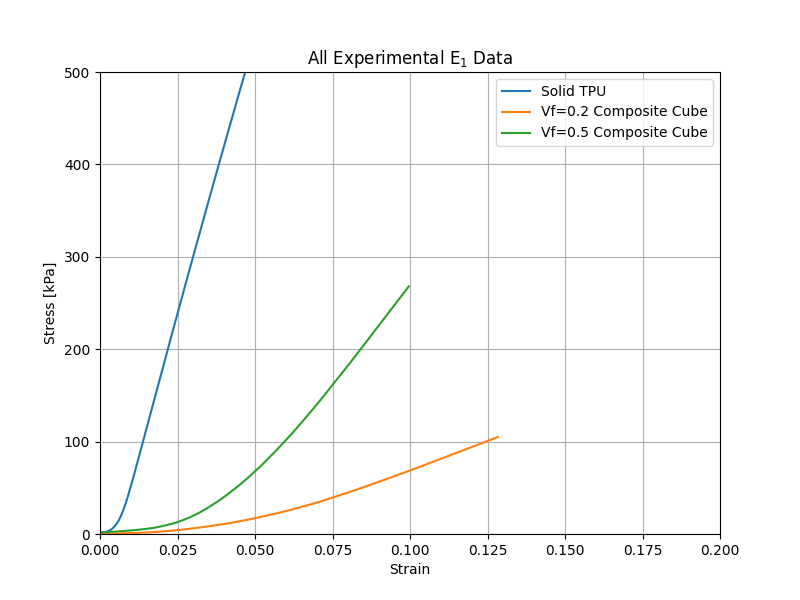 All Experimental E₁ Data
Solid TPU
Vf=0.2 Composite Cube
Vf=0.5 Composite Cube
Stress [kPa]
500
400
300
200
100
0
0.000 0.025 0.050 0.075 0.100 0.125 0.150 0.175 0.200
Strain